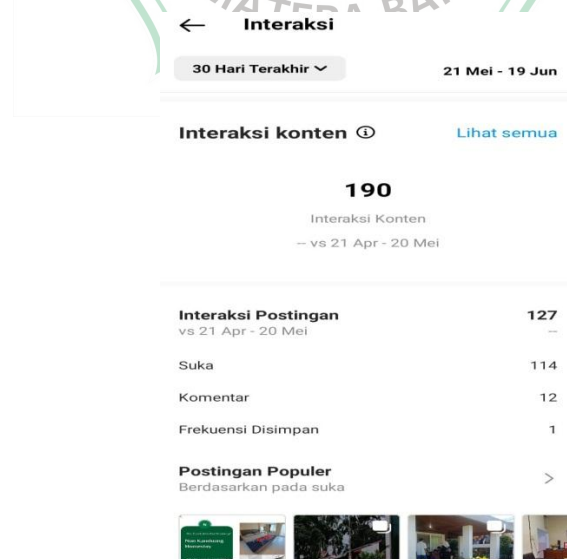 ← Interaksi
30 Hari Terakhir
21 Mei - 19 Jun
Interaksi konten
Lihat semua
190
Interaksi Konten
-- vs 21 Apr - 20 Mei
Interaksi Postingan 127
vs 21 Apr - 20 Mei --
Suka 114
Komentar 12
Frekuensi Disimpan 1
Postingan Populer >
Berdasarkan pada suka